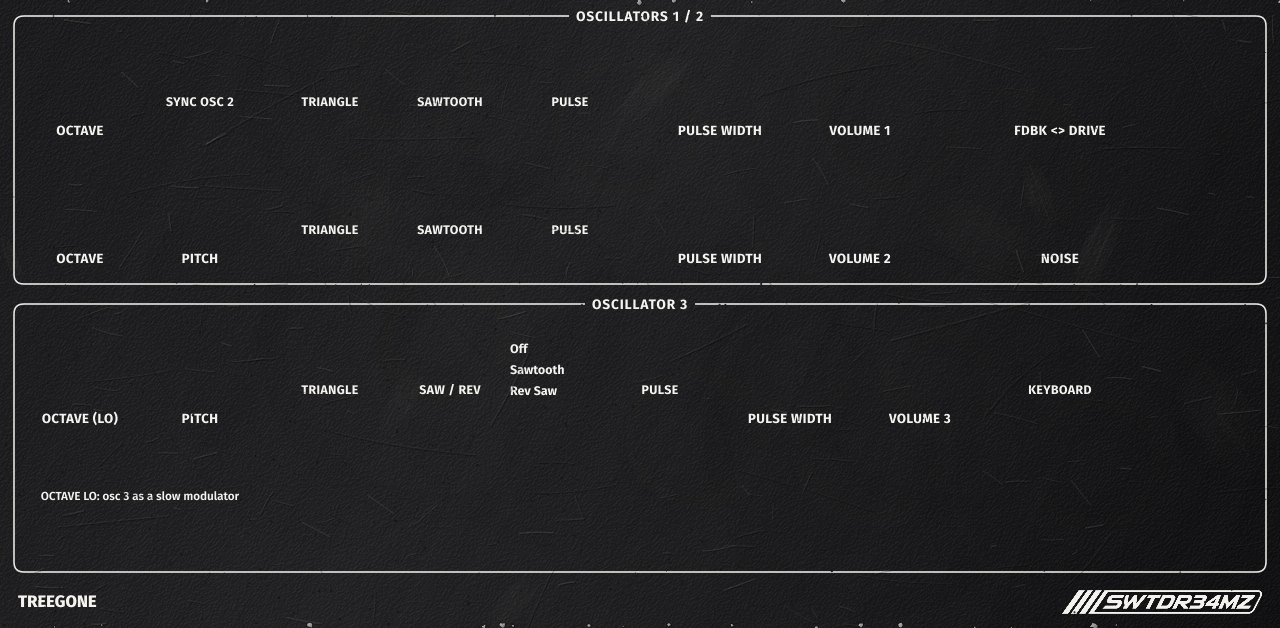 OSCILLATORS 1 / 2
SYNC OSC 2 TRIANGLE SAWTOOTH PULSE
OCTAVE PULSE WIDTH VOLUME 1 FDBK <> DRIVE
TRIANGLE SAWTOOTH PULSE
OCTAVE PITCH PULSE WIDTH VOLUME 2 NOISE
OSCILLATOR 3
Off
Sawtooth
TRIANGLE SAW / REV Rev Saw PULSE KEYBOARD
OCTAVE (LO) PITCH PULSE WIDTH VOLUME 3
OCTAVE LO: osc 3 as a slow modulator
TREEGONE SWTDR34MZ